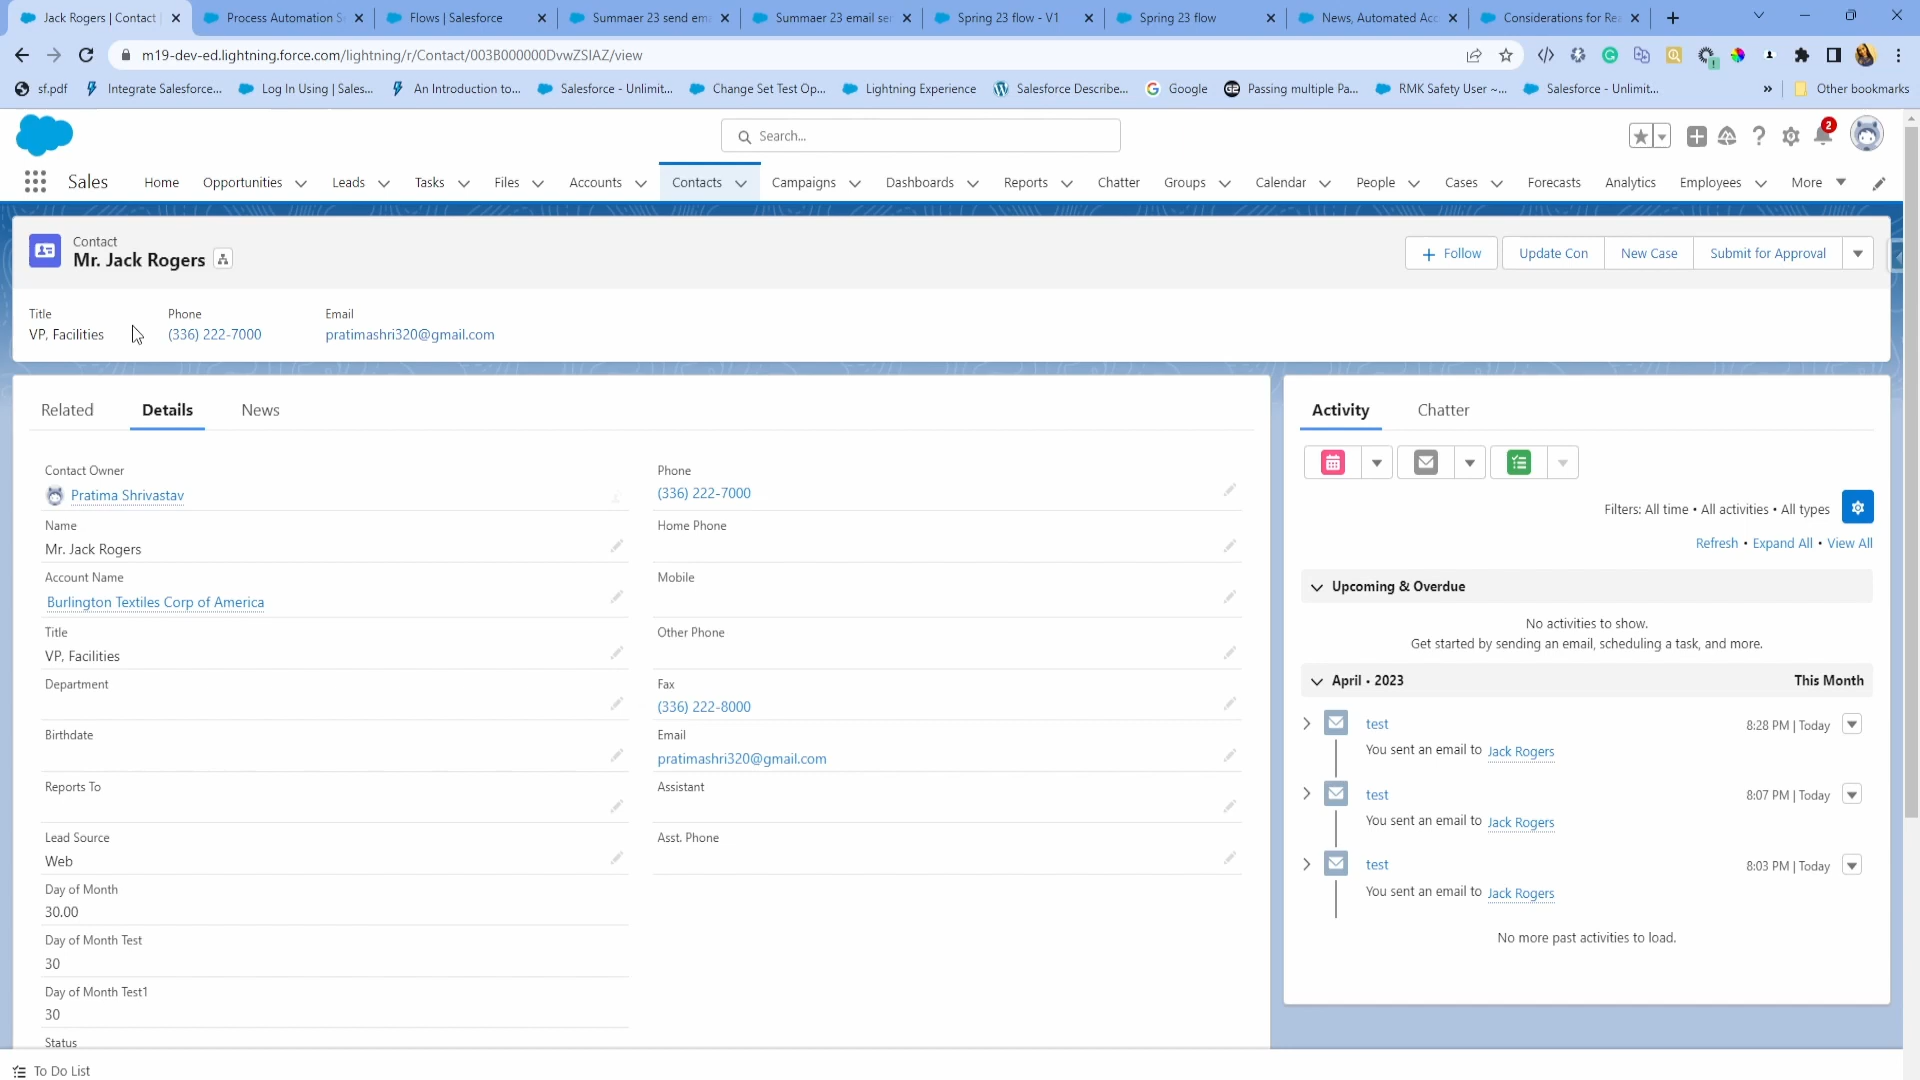 Jack Rogers | Contact
Process Automation S
Flows | Salesforce
Summaer 23 send ema
Summaer 23 email ser
Spring 23 flow - V1
Spring 23 flow
News, Automated Acc
Considerations for Rea
m19-dev-ed.lightning.force.com/lightning/r/Contact/003B000000DvwZSIAZ/view
sf.pdf
Integrate Salesforce...
Log In Using | Sales...
An Introduction to...
Salesforce - Unlimit...
Change Set Test Op...
Lightning Experience
Salesforce Describe...
Google
Passing multiple Pa...
RMK Safety User ~...
Salesforce - Unlimit...
»
Other bookmarks
Search...
2
Sales
Home
Opportunities
Leads
Tasks
Files
Accounts
Contacts
Campaigns
Dashboards
Reports
Chatter
Groups
Calendar
People
Cases
Forecasts
Analytics
Employees
More
Contact
Mr. Jack Rogers
Follow
Update Con
New Case
Submit for Approval
Title
VP, Facilities
Phone
(336) 222-7000
Email
pratimashri320@gmail.com
Related
Details
News
Contact Owner
Pratima Shrivastav
Name
Mr. Jack Rogers
Account Name
Burlington Textiles Corp of America
Title
VP, Facilities
Department
Birthdate
Reports To
Lead Source
Web
Day of Month
30.00
Day of Month Test
30
Day of Month Test1
30
Status
Phone
(336) 222-7000
Home Phone
Mobile
Other Phone
Fax
(336) 222-8000
Email
pratimashri320@gmail.com
Assistant
Asst. Phone
Activity
Chatter
Filters: All time • All activities • All types
Refresh • Expand All • View All
Upcoming & Overdue
No activities to show.
Get started by sending an email, scheduling a task, and more.
April • 2023
This Month
test
8:28 PM | Today
You sent an email to Jack Rogers
test
8:07 PM | Today
You sent an email to Jack Rogers
test
8:03 PM | Today
You sent an email to Jack Rogers
No more past activities to load.
To Do List